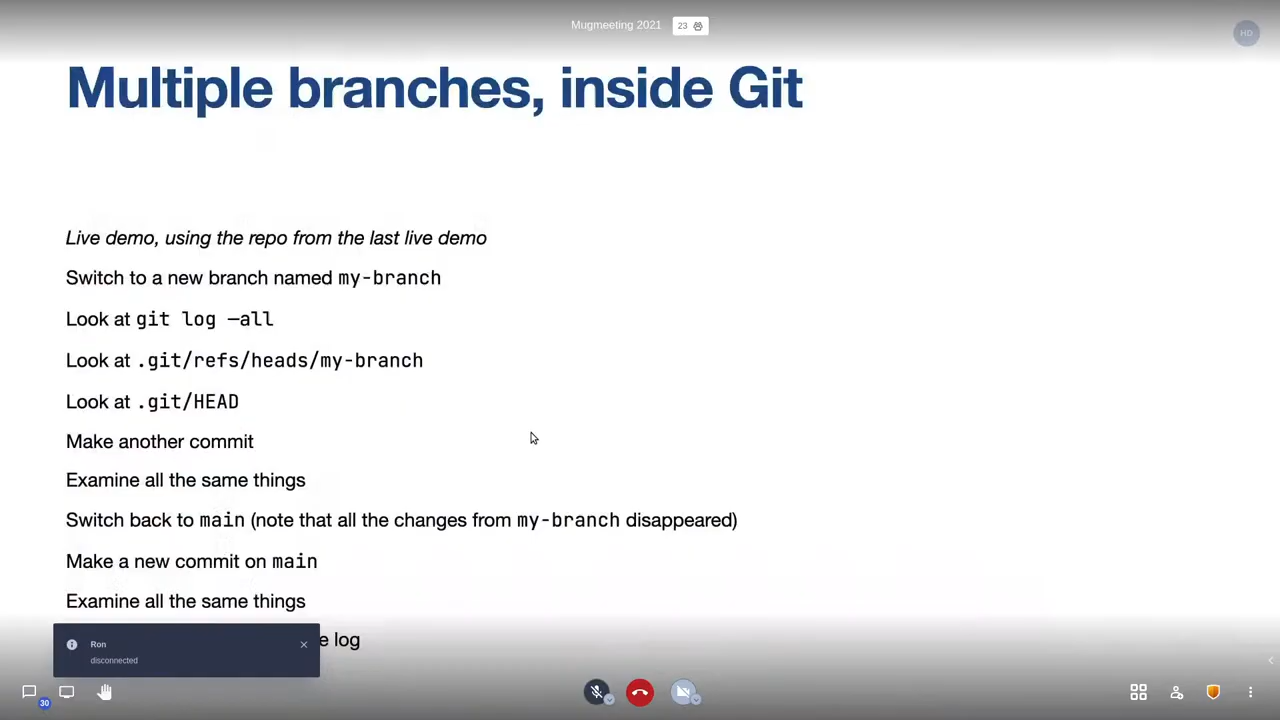 Mugmeeting 2021 23
HD
Multiple branches, inside Git
Live demo, using the repo from the last live demo
Switch to a new branch named my-branch
Look at git log —all
Look at .git/refs/heads/my-branch
Look at .git/HEAD
Make another commit
Examine all the same things
Switch back to main (note that all the changes from my-branch disappeared)
Make a new commit on main
Examine all the same things
log
Ron
disconnected
30